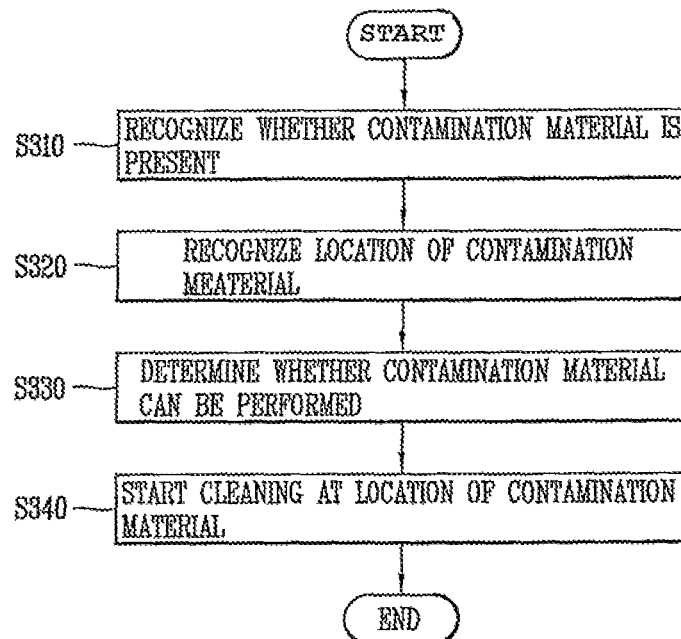 START
S310
RECOGNIZE WHETHER CONTAMINATION MATERIAL IS
PRESENT
S320
RECOGNIZE LOCATION OF CONTAMINATION
MEATERIAL
S330
DETERMINE WHETHER CONTAMINATION MATERIAL
CAN BE PERFORMED
S340
START CLEANING AT LOCATION OF CONTAMINATION
MATERIAL
END